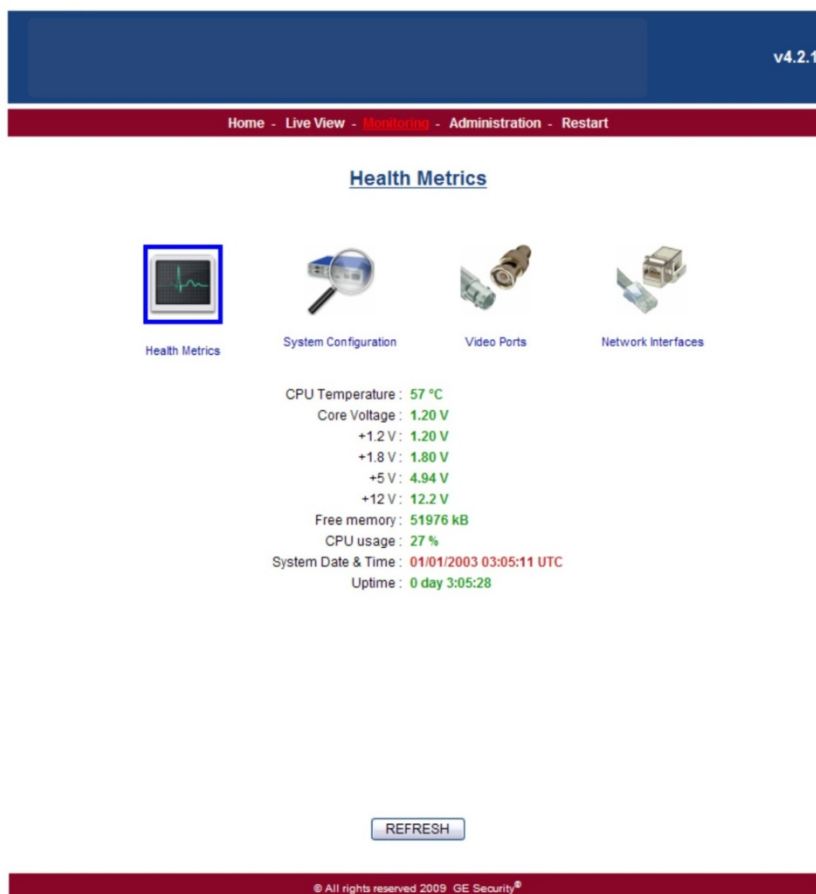 v4.2.1
Home - Live View - Monitoring - Administration - Restart
Health Metrics
Health Metrics
System Configuration
Video Ports
Network Interfaces
CPU Temperature : 57 °C
Core Voltage : 1.20 V
+1.2 V : 1.20 V
+1.8 V : 1.80 V
+5 V : 4.94 V
+12 V : 12.2 V
Free memory : 51976 kB
CPU usage : 27 %
System Date & Time : 01/01/2003 03:05:11 UTC
Uptime : 0 day 3:05:28
REFRESH
© All rights reserved 2009 GE Security®